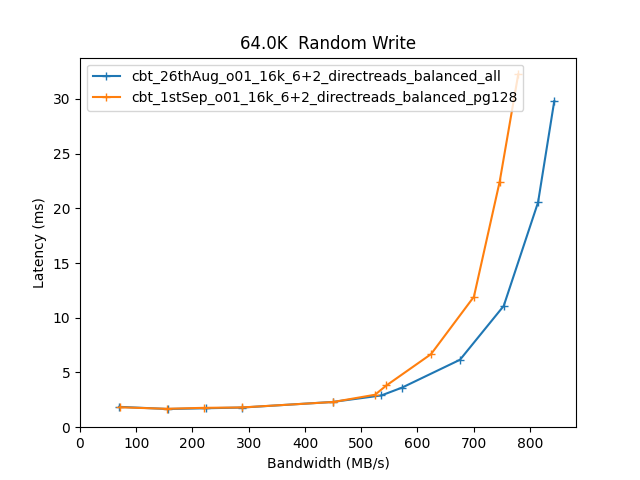 64.0K  Random Write
cbt_26thAug_o01_16k_6+2_directreads_balanced_all
cbt_1stSep_o01_16k_6+2_directreads_balanced_pg128
30
25
20
15
10
5
0
Latency (ms)
0 100 200 300 400 500 600 700 800
Bandwidth (MB/s)